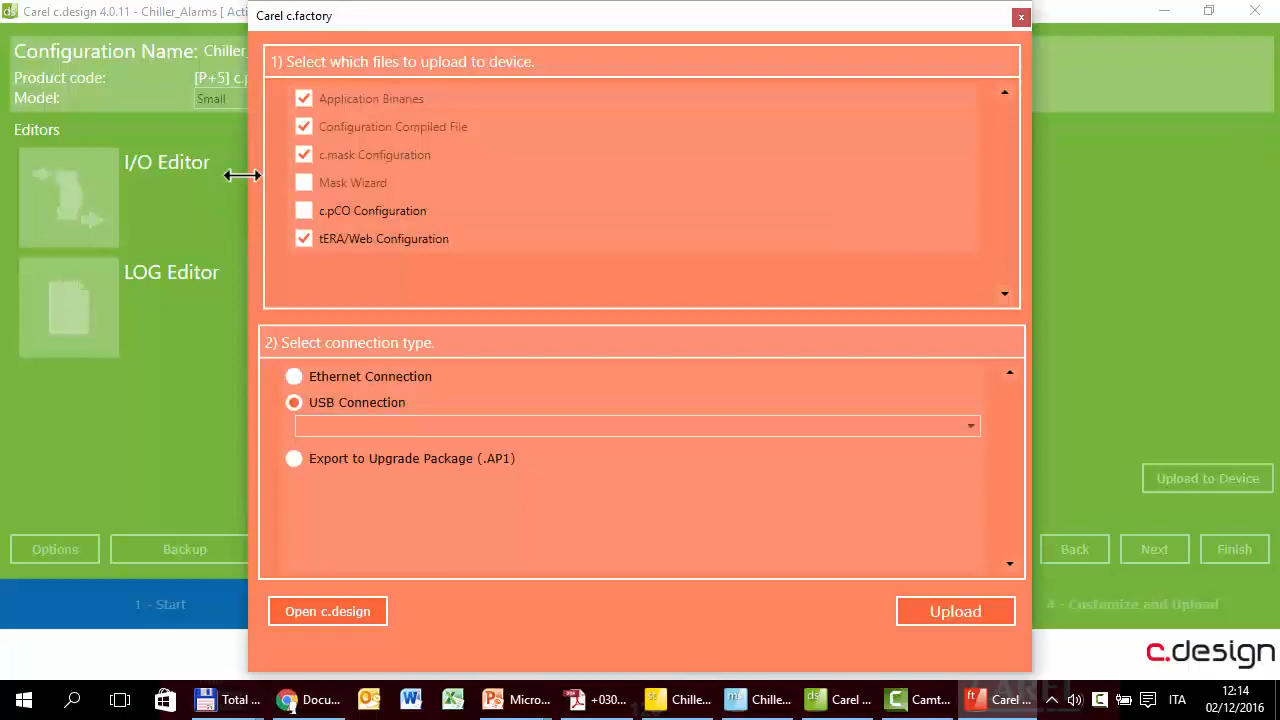 Carel c.design 4.0.11 - Chiller_Alarms [ Acti
Carel c.factory
x
Configuration Name: Chiller_
Product code: [P+5] c.p
Model: Small
Editors
I/O Editor
LOG Editor
1) Select which files to upload to device.
Application Binaries
Configuration Compiled File
c.mask Configuration
Mask Wizard
c.pCO Configuration
tERA/Web Configuration
2) Select connection type.
Ethernet Connection
USB Connection
Export to Upgrade Package (.AP1)
Upload to Device
Options
Backup
Back
Next
Finish
Open c.design
Upload
1 - Start
4 - Customize and Upload
c.design
Total ...
Docu...
Micro...
+030...
Chille...
Chille...
Carel ...
Camt...
Carel ...
ITA
12:14
02/12/2016